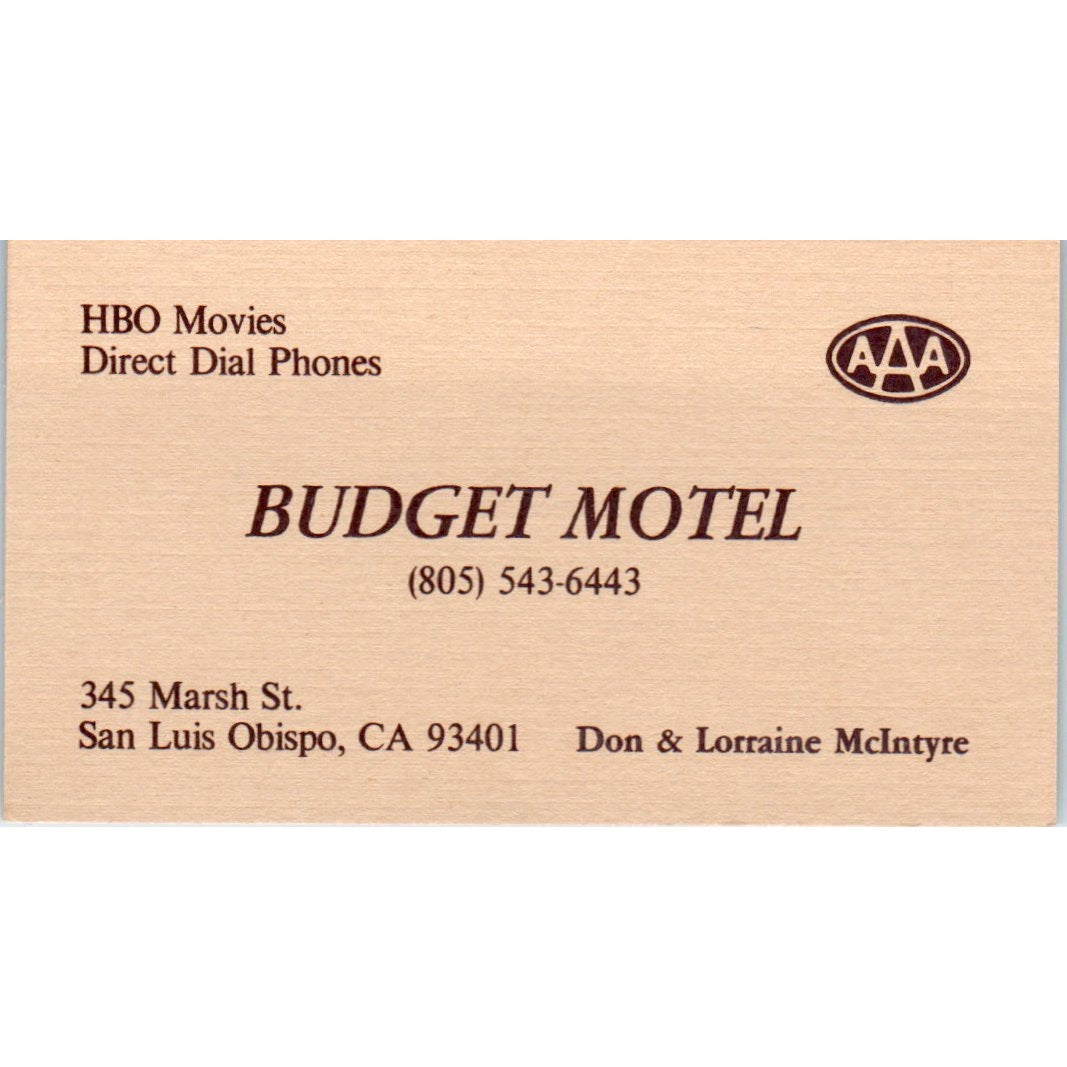 HBO Movies
Direct Dial Phones
AAA
BUDGET MOTEL
(805) 543-6443
345 Marsh St.
San Luis Obispo, CA 93401
Don & Lorraine McIntyre